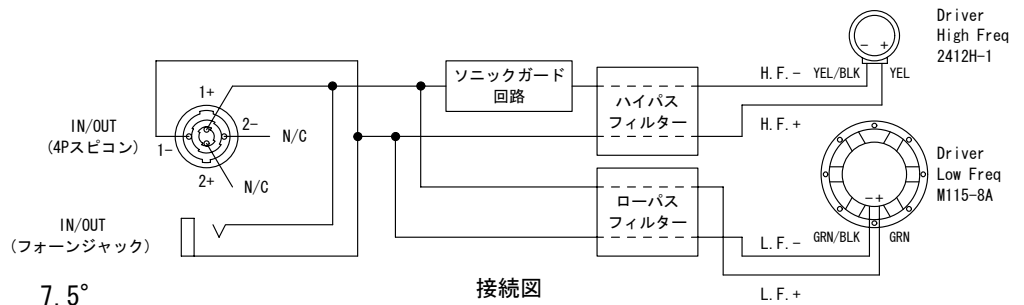 Driver
High Freq
2412H-1
ソニックガード
回路
H.F.- YEL/BLK YEL
ハイパス
フィルター
- +
1+
2-
IN/OUT
(4Pスピコン)
1-
N/C
H.F.+
2+
N/C
Driver
Low Freq
M115-8A
- +
ローパス
フィルター
IN/OUT
(フォーンジャック)
L.F.- GRN/BLK GRN
7.5°
接続図
L.F.+